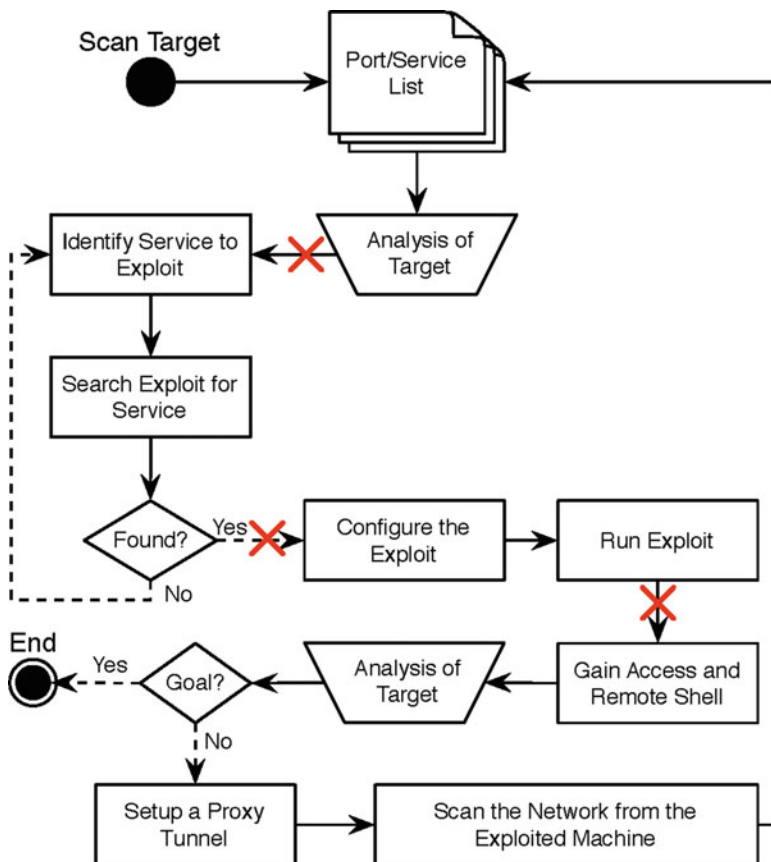 Scan Target
Port/Service
List
Identify Service to
Exploit
Analysis of
Target
Search Exploit for
Service
Found?
Yes
No
Configure the
Exploit
Run Exploit
End
Yes
Goal?
No
Analysis of
Target
Gain Access and
Remote Shell
Setup a Proxy
Tunnel
Scan the Network from the
Exploited Machine